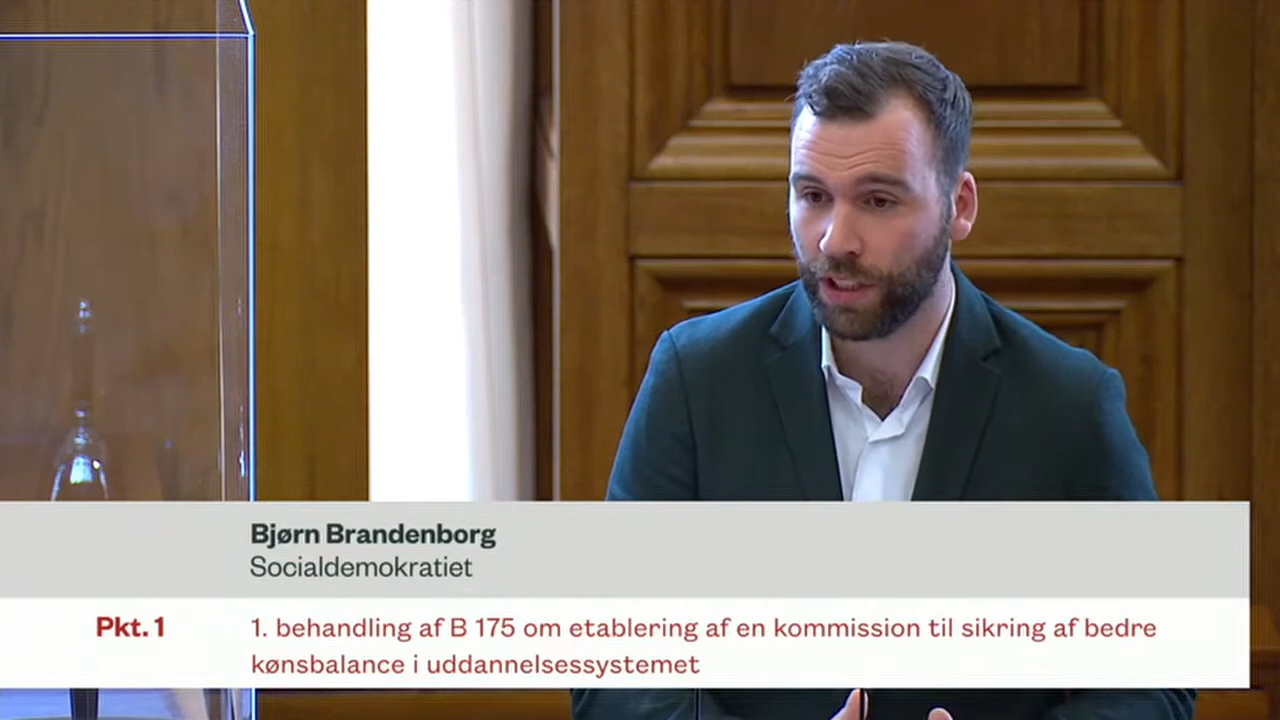 Bjørn Brandenborg
Socialdemokratiet
Pkt. 1
1. behandling af B 175 om etablering af en kommission til sikring af bedre
kønsbalance i uddannelsessystemet